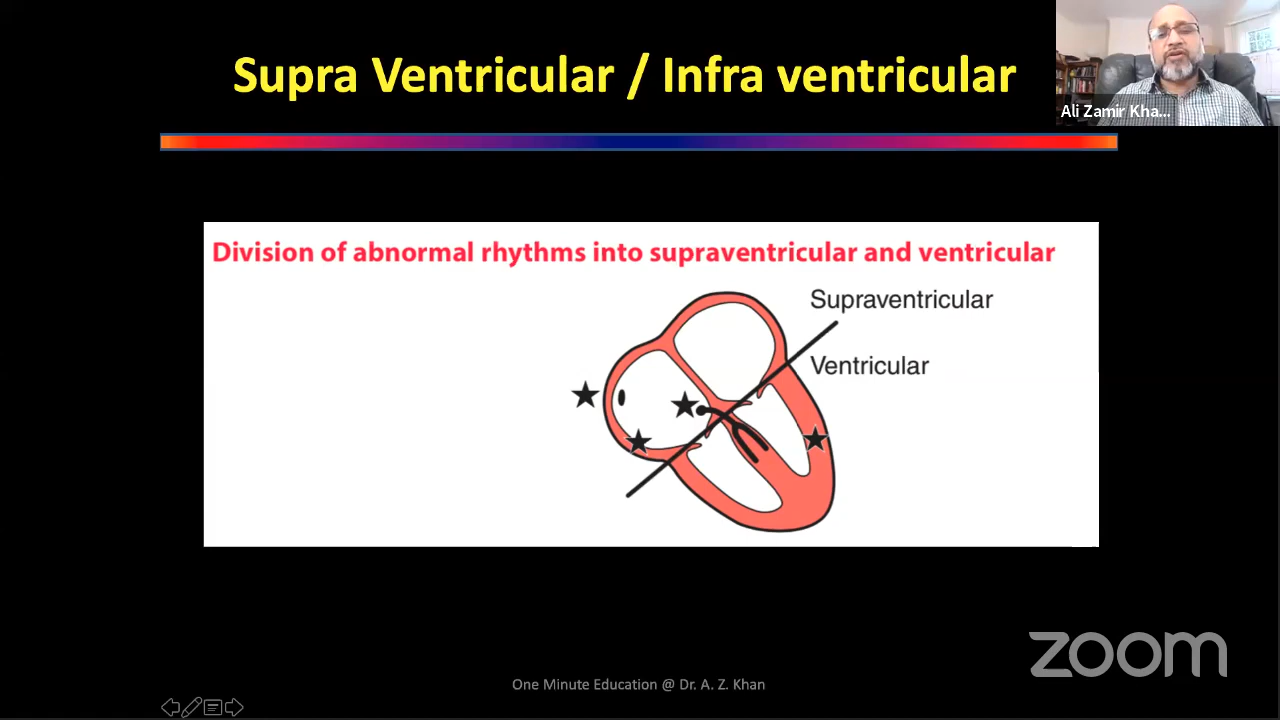 Supra Ventricular / Infra ventricular
Ali Zamir Kha...
Division of abnormal rhythms into supraventricular and ventricular
Supraventricular
Ventricular
zoom
One Minute Education @ Dr. A. Z. Khan